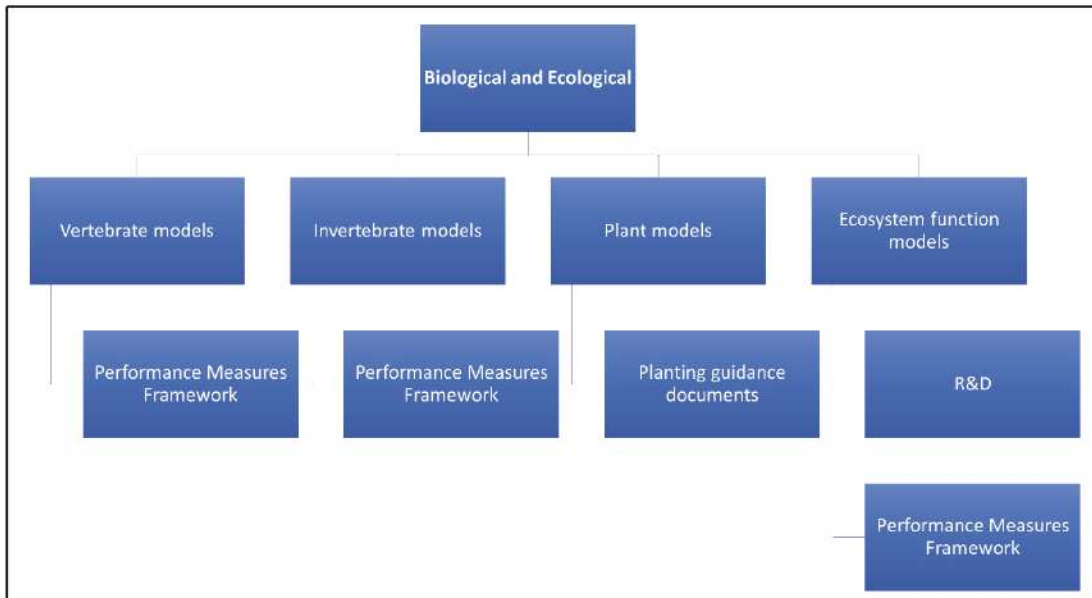 Biological and Ecological
Vertebrate models
Invertebrate models
Plant models
Ecosystem function
models
Performance Measures
Framework
Performance Measures
Framework
Planting guidance
documents
R&D
Performance Measures
Framework